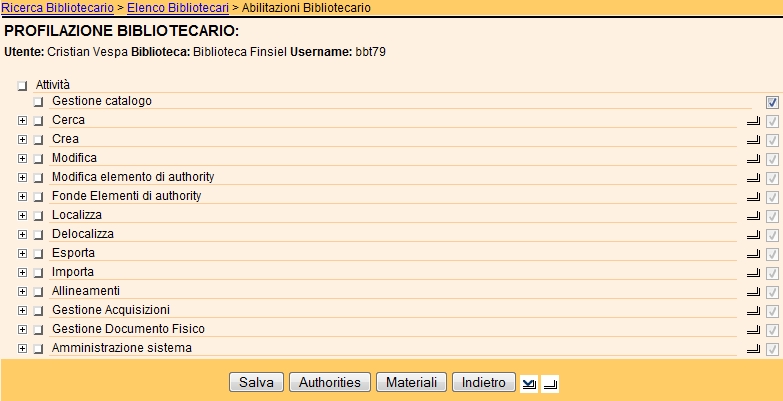 Ricerca Bibliotecario > Elenco Bibliotecari > Abilitazioni Bibliotecario
PROFILAZIONE BIBLIOTECARIO:
Utente: Cristian Vespa Biblioteca: Biblioteca Finsiel Username: bbt79
Attività
Gestione catalogo
Cerca
Crea
Modifica
Modifica elemento di authority
Fonde Elementi di authority
Localizza
Delocalizza
Esporta
Importa
Allineamenti
Gestione Acquisizioni
Gestione Documento Fisico
Amministrazione sistema
Salva Authorities Materiali Indietro